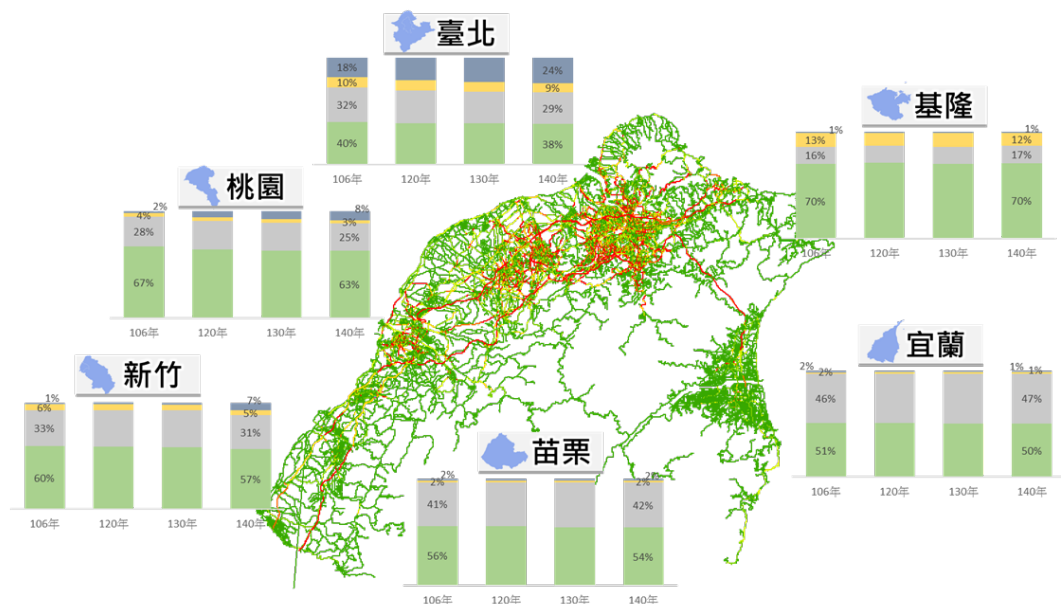 臺北
18%
24%
10%
9%
32%
29%
40%
38%
106年
120年
130年
140年
基隆
1%
1%
13%
12%
16%
17%
70%
70%
106年
120年
130年
140年
桃園
2%
8%
4%
3%
28%
25%
67%
63%
106年
120年
130年
140年
宜蘭
2%
1%
2%
1%
46%
47%
51%
50%
106年
120年
130年
140年
新竹
1%
7%
6%
5%
33%
31%
60%
57%
106年
120年
130年
140年
苗栗
2%
2%
2%
2%
41%
42%
56%
54%
106年
120年
130年
140年